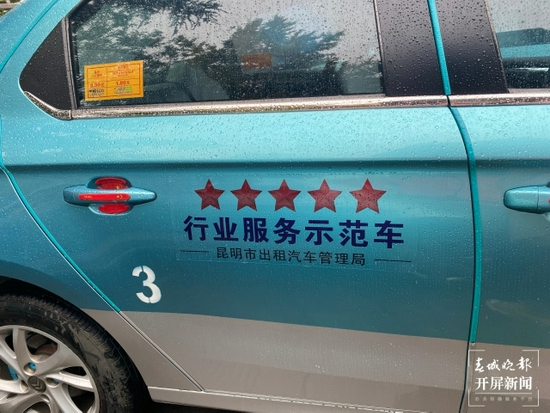 行业服务示范车
昆明市出租汽车管理局
3
春城晚报
开屏新闻